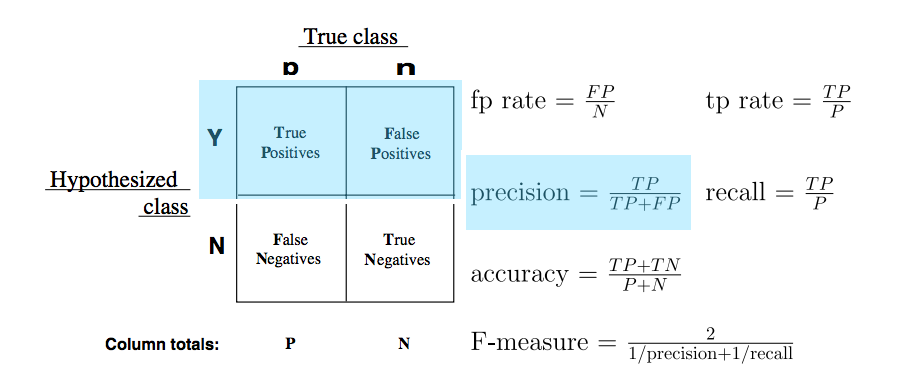 True class
p n
fp rate = FP/N tp rate = TP/P
Y True Positives False Positives
Hypothesized class
precision = TP/TP+FP recall = TP/P
N False Negatives True Negatives
accuracy = TP+TN/P+N
Column totals: P N
F-measure = 2/1/precision+1/recall